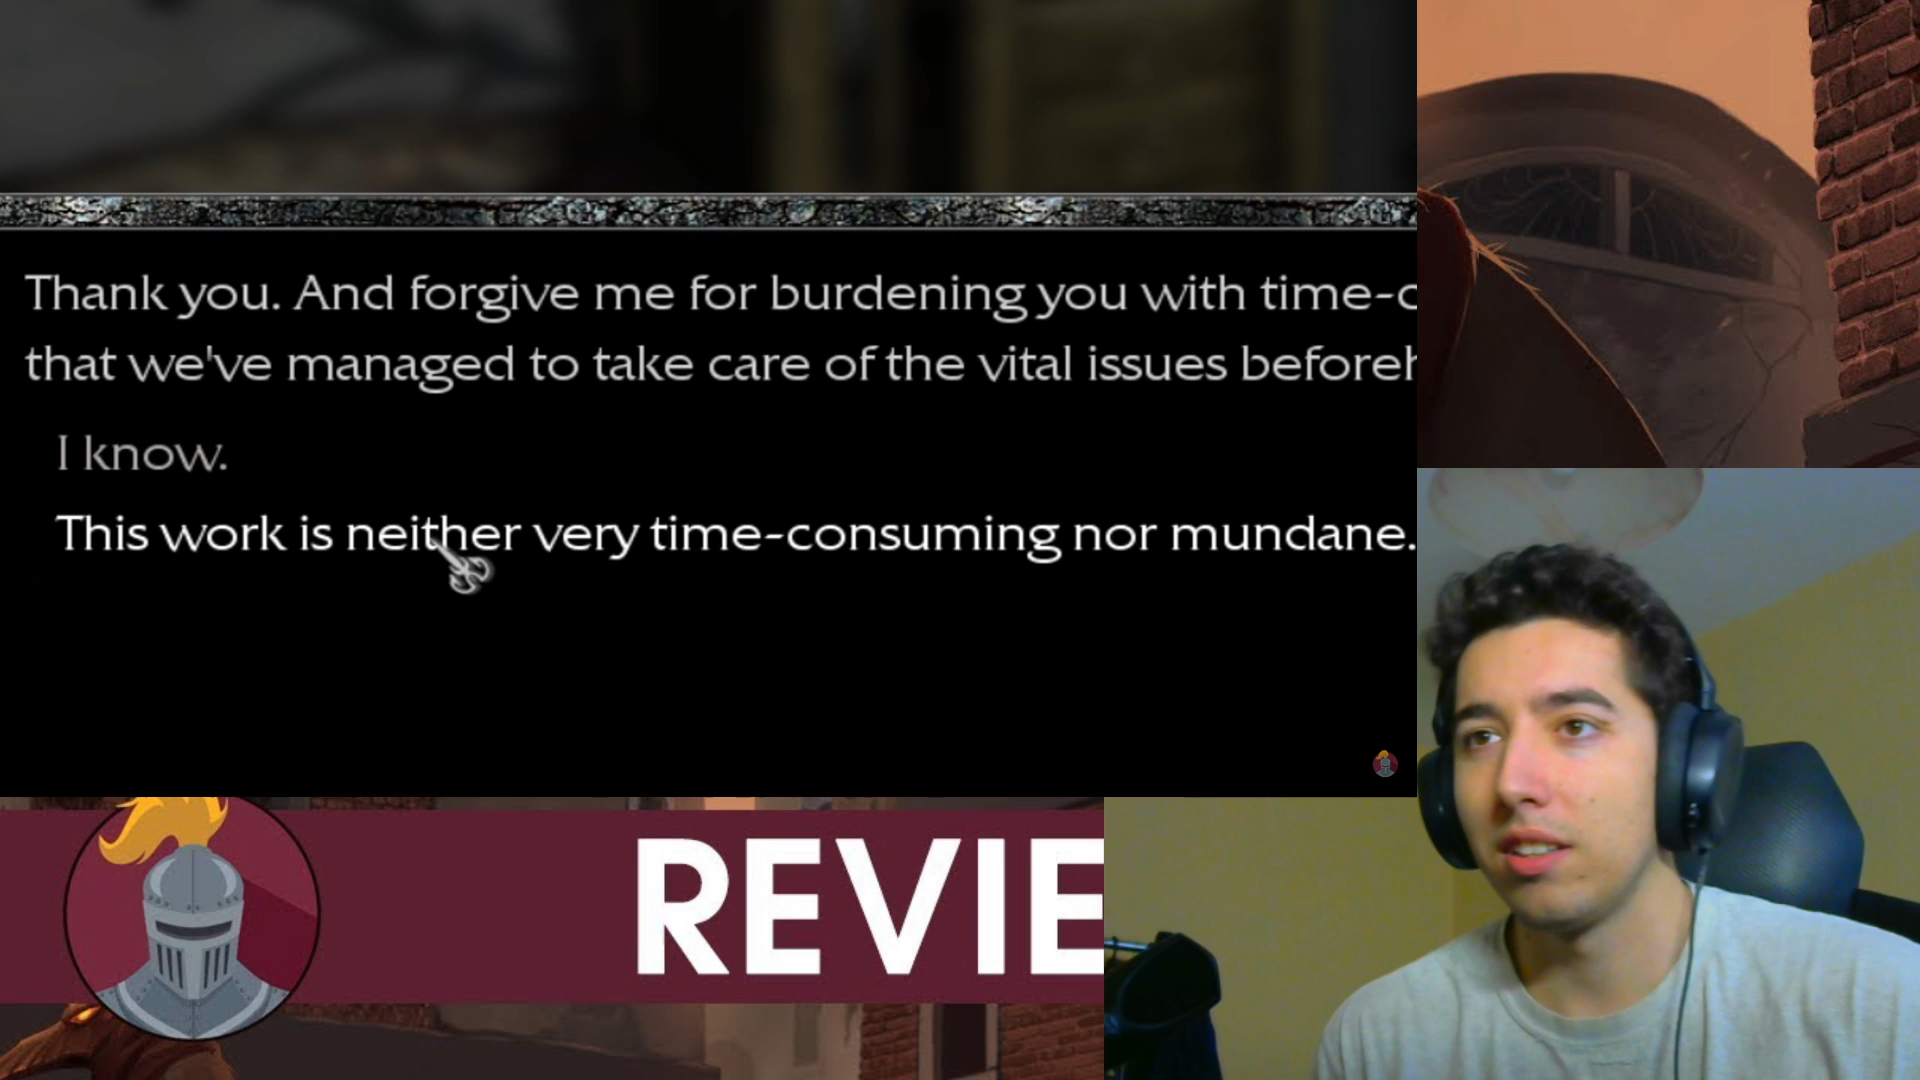 Thank you. And forgive me for burdening you with time-c
that we've managed to take care of the vital issues beforeh
I know.
This work is neither very time-consuming nor mundane.
REVIE